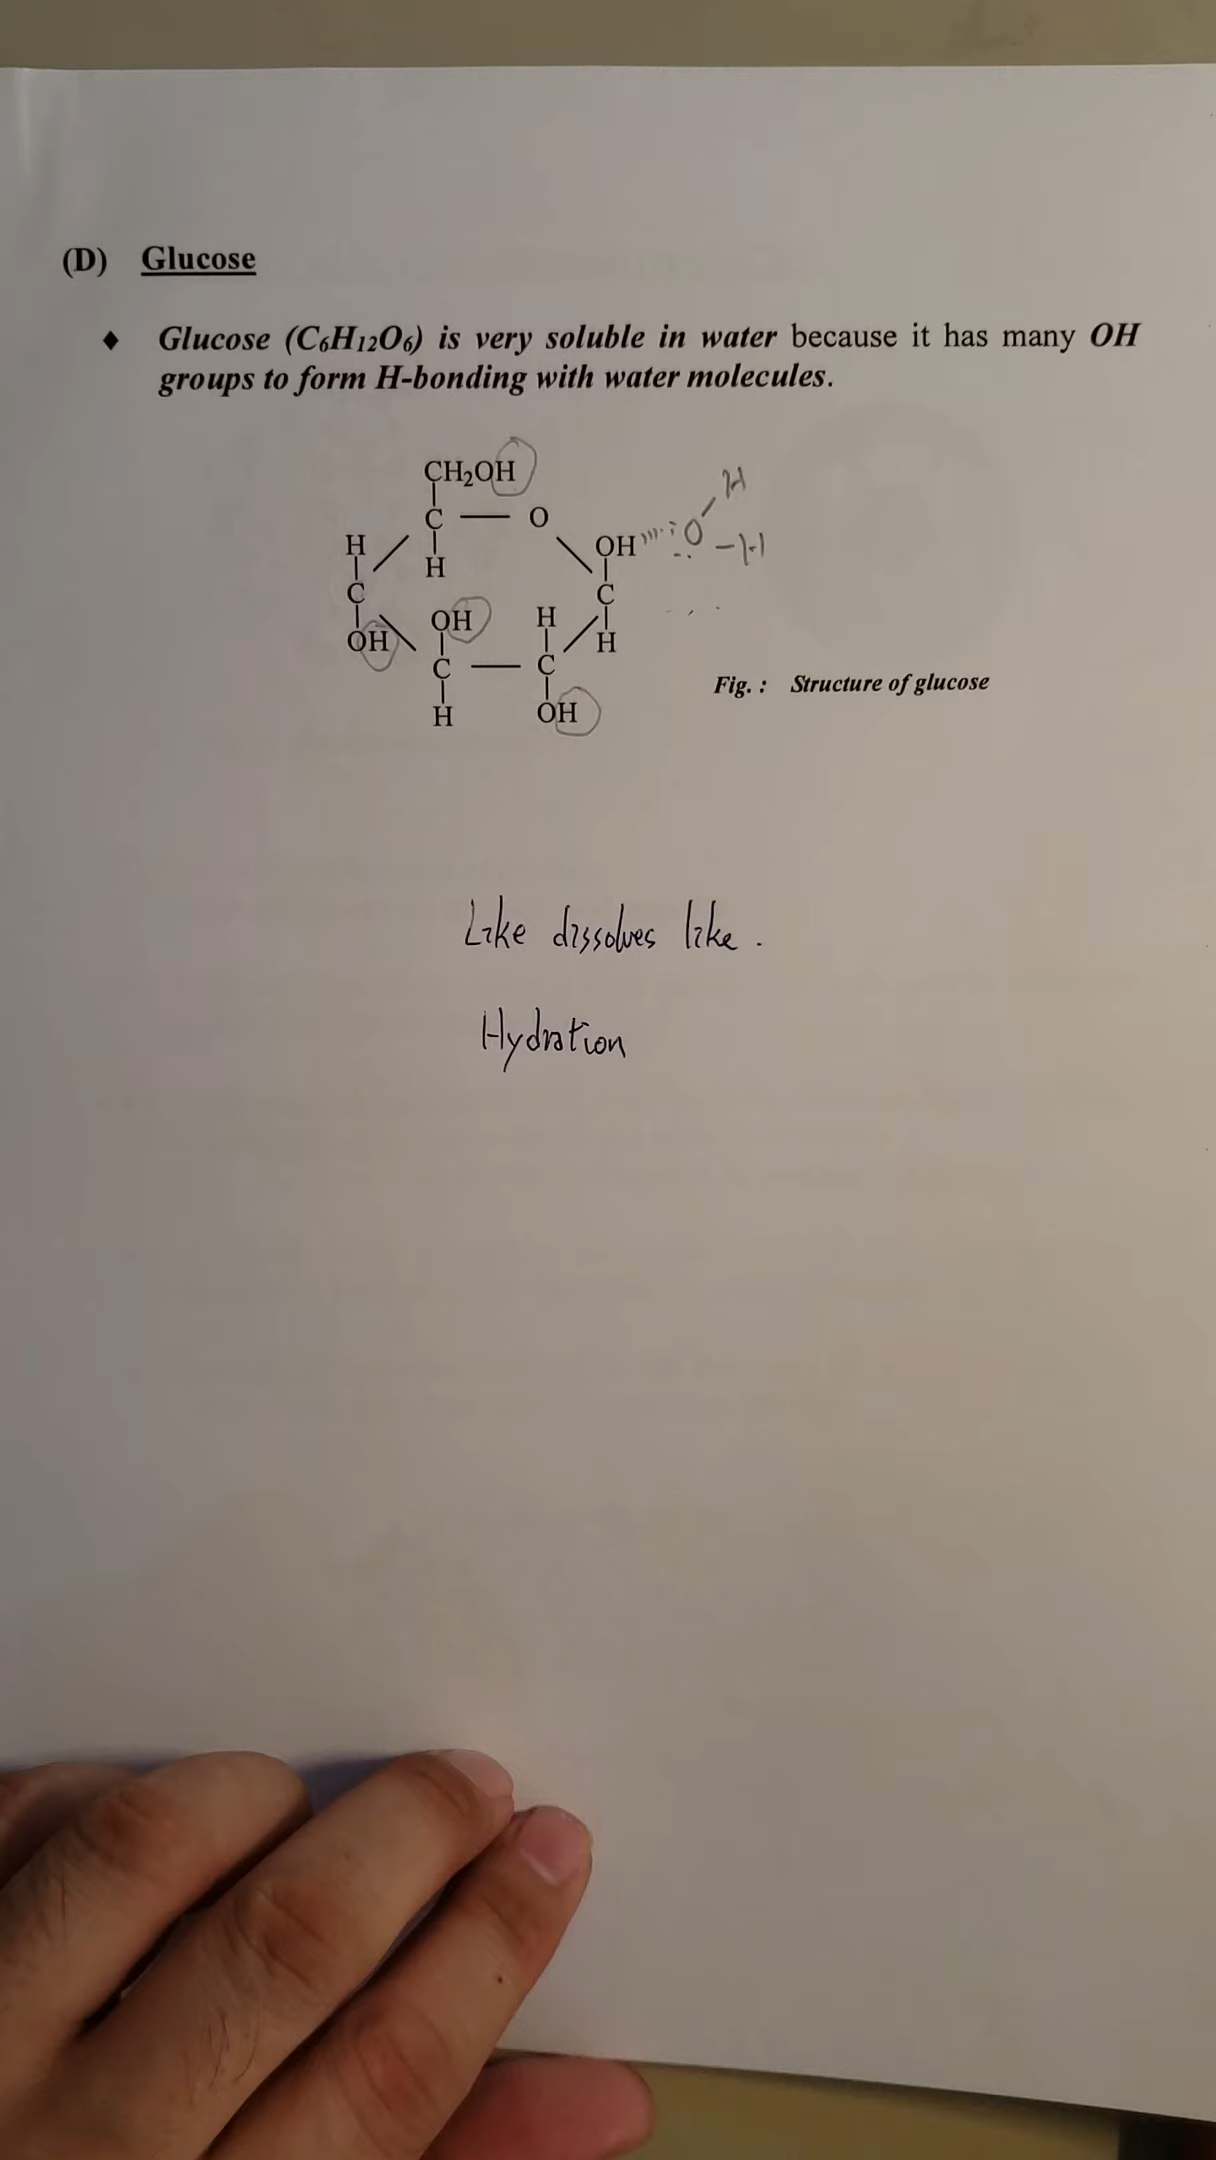 (D) Glucose
♦ Glucose (C₆H₁₂O₆) is very soluble in water because it has many OH
groups to form H-bonding with water molecules.
CH₂OH
H
C — O
OH
O
H
H
H
C
C
OH
H
OH
H
C — C
H
OH
Fig. : Structure of glucose
Like dissolves like.
Hydration